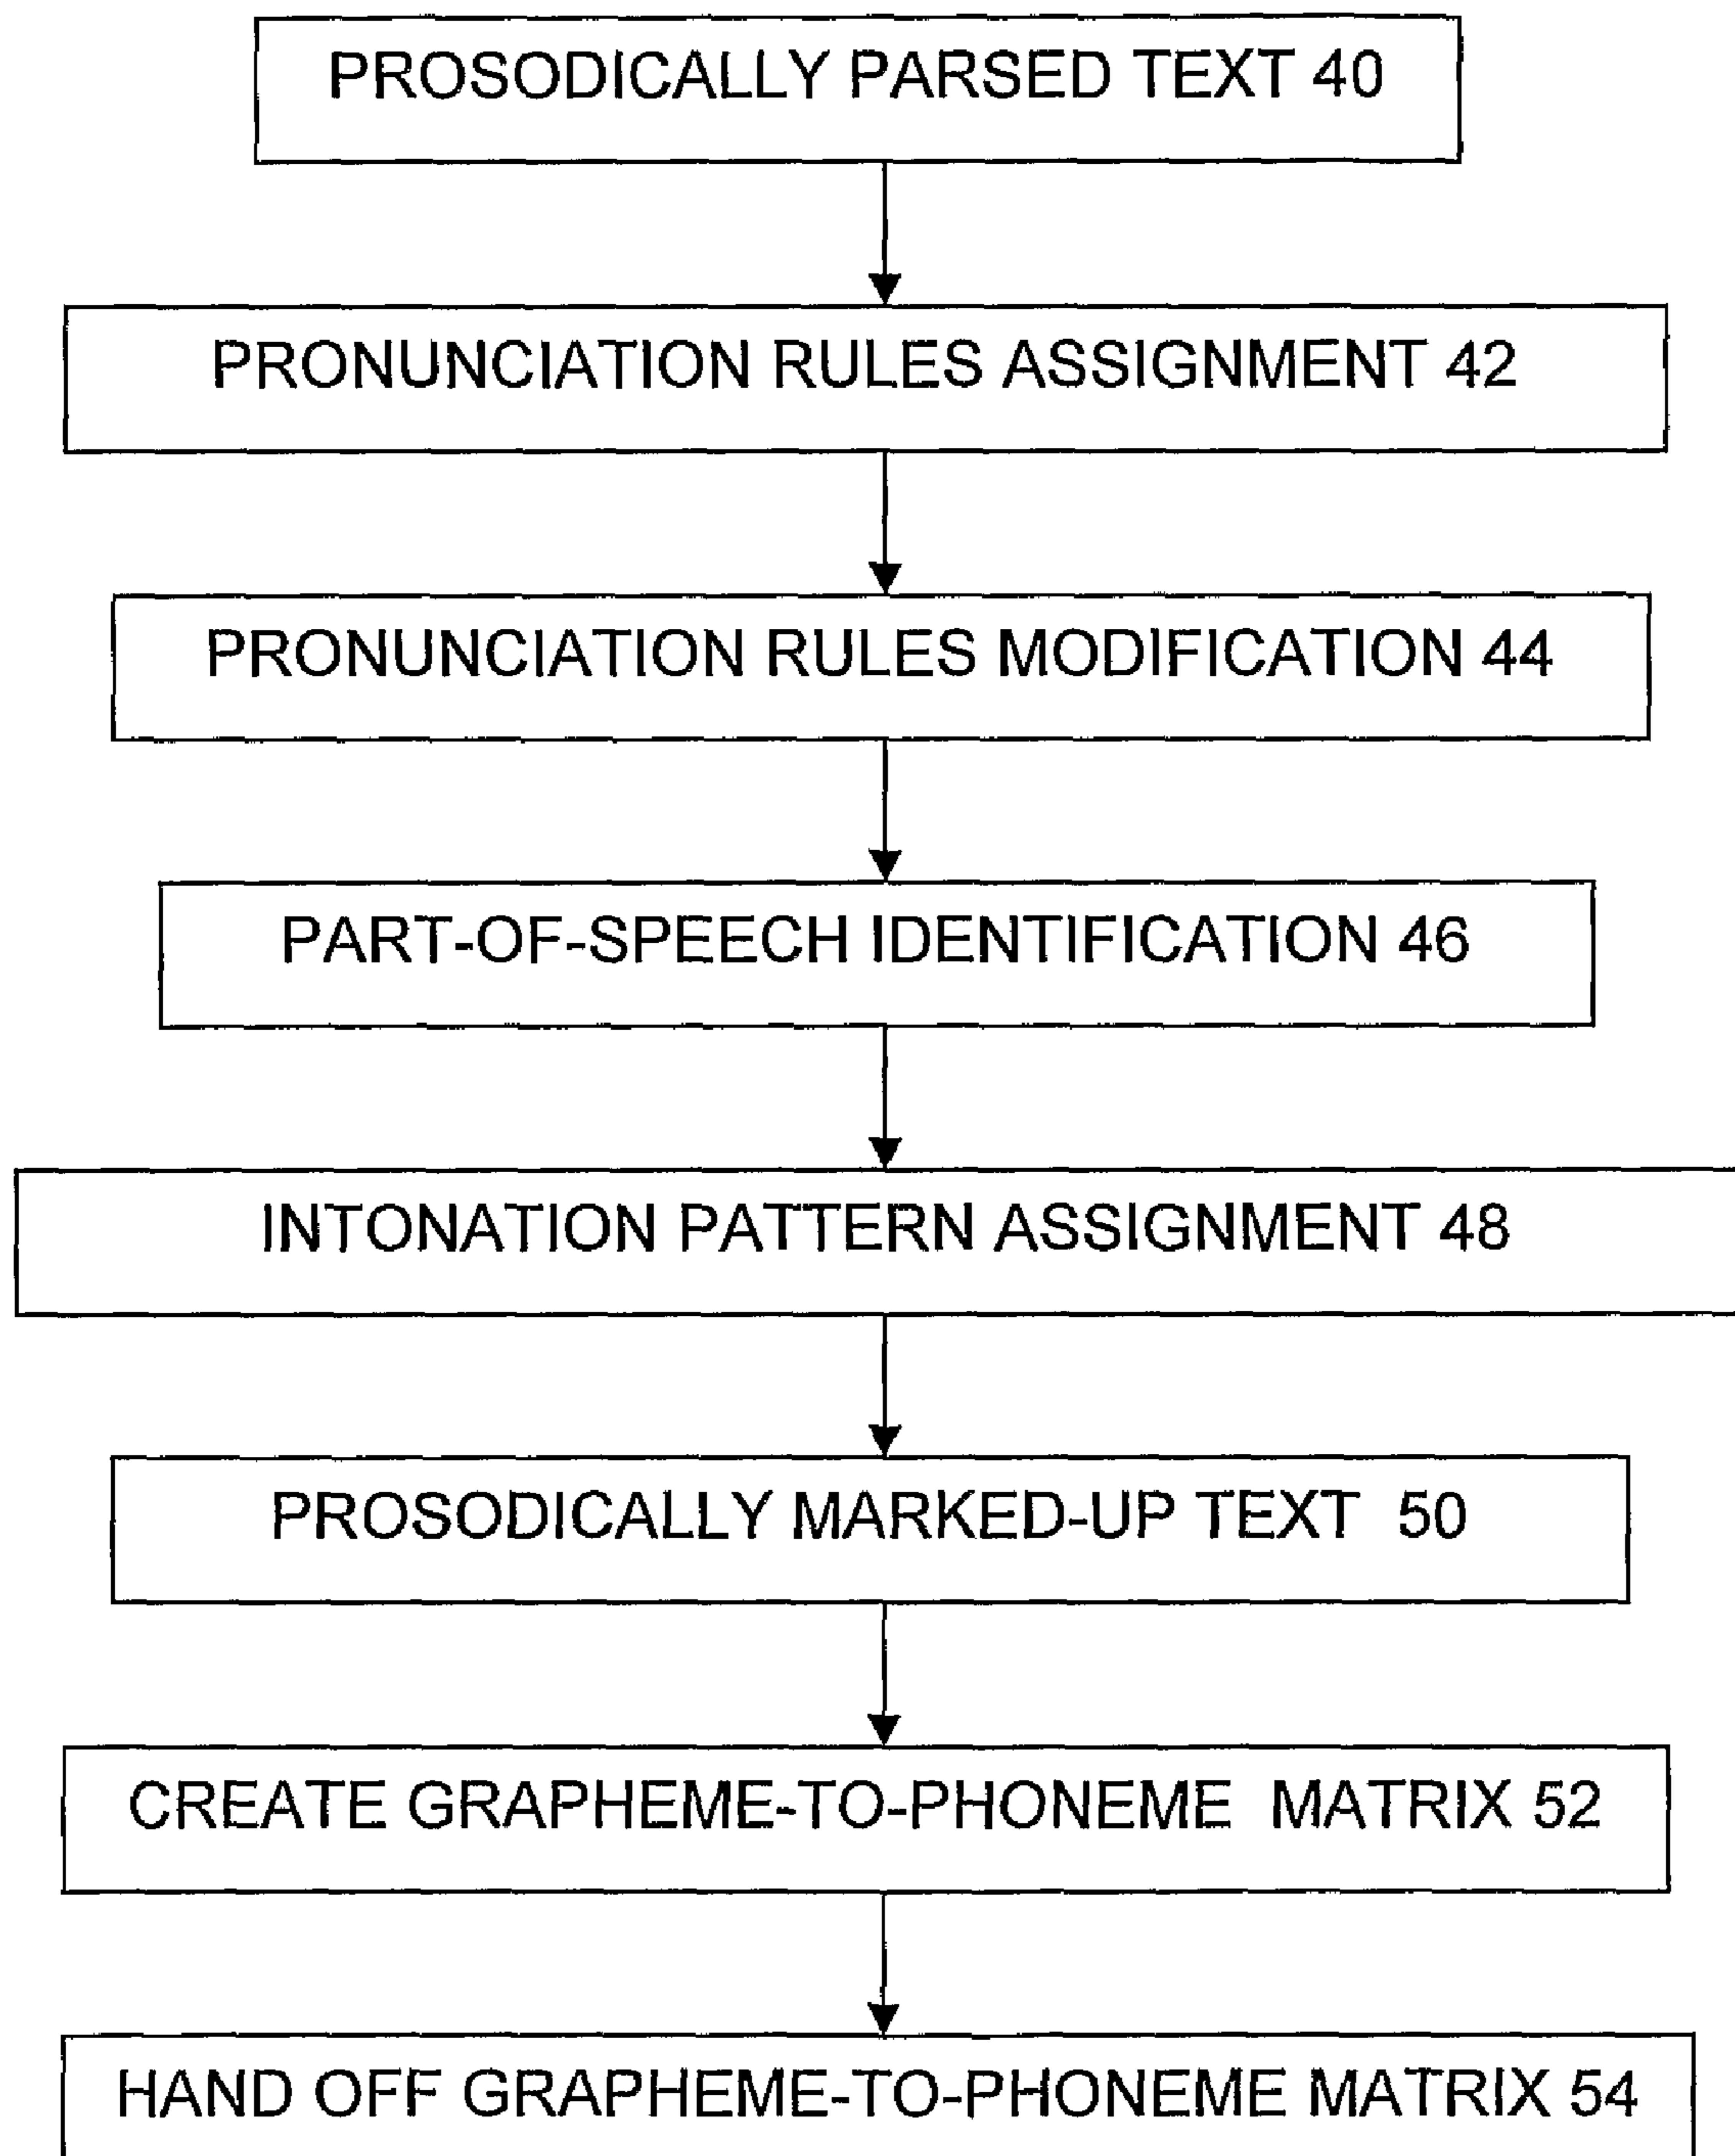 PROSODICALLY PARSED TEXT 40
PRONUNCIATION RULES ASSIGNMENT 42
PRONUNCIATION RULES MODIFICATION 44
PART-OF-SPEECH IDENTIFICATION 46
INTONATION PATTERN ASSIGNMENT 48
PROSODICALLY MARKED-UP TEXT 50
CREATE GRAPHEME-TO-PHONEME MATRIX 52
HAND OFF GRAPHEME-TO-PHONEME MATRIX 54